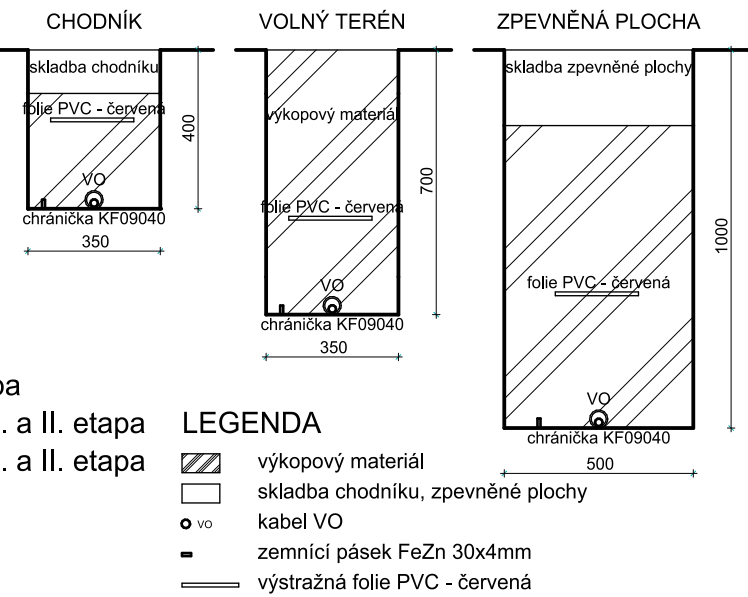 CHODNÍK
skladba chodníku
folie PVC - červená
VO
chránička KF09040
350
400
VOLNÝ TERÉN
výkopový materiál
folie PVC - červená
VO
chránička KF09040
350
700
ZPEVNĚNÁ PLOCHA
skladba zpevněné plochy
folie PVC - červená
VO
chránička KF09040
500
1000
. a II. etapa
. a II. etapa
LEGENDA
výkopový materiál
skladba chodníku, zpevněné plochy
VO kabel VO
zemnící pásek FeZn 30x4mm
výstražná folie PVC - červená